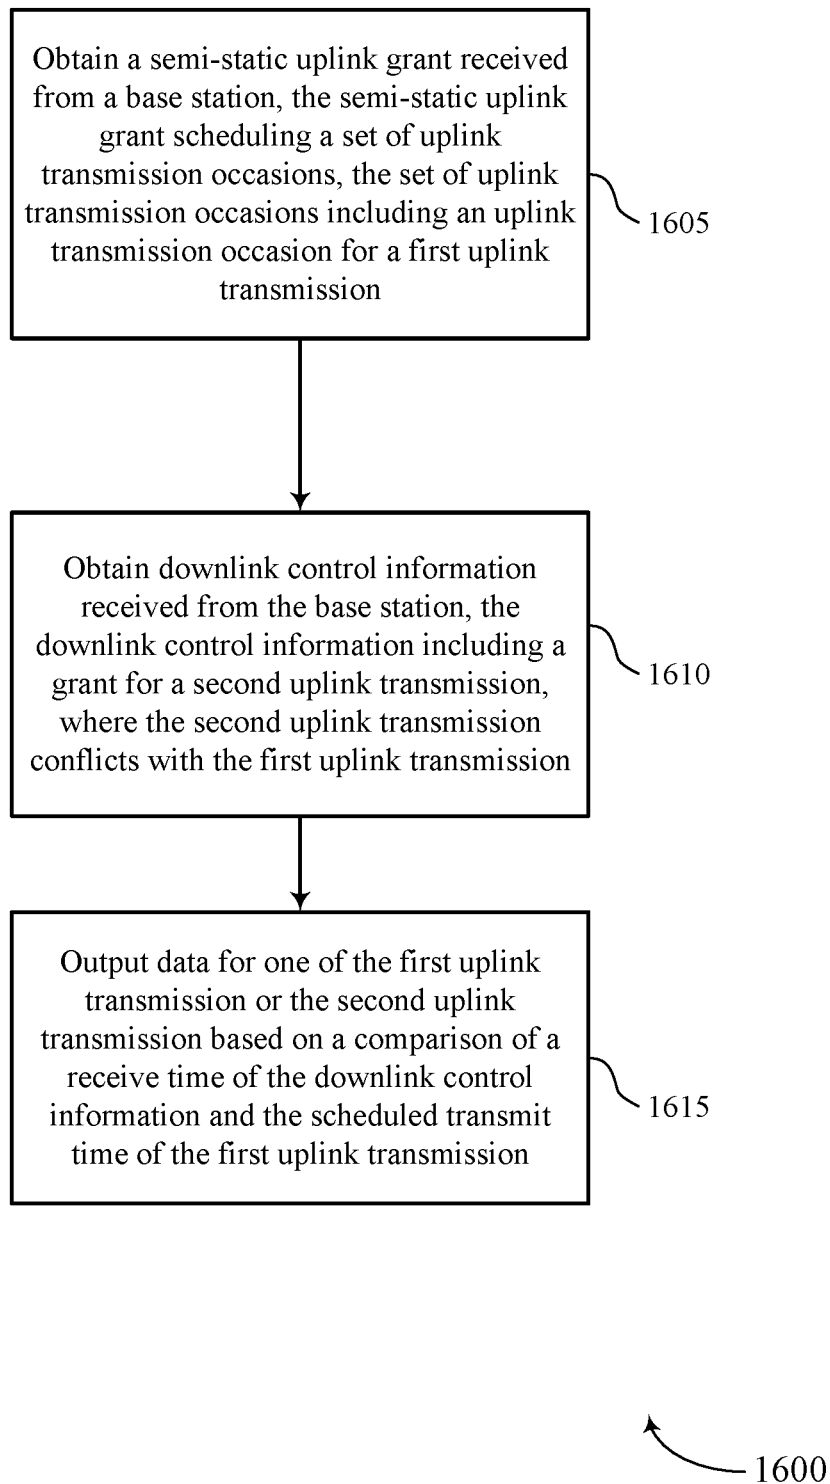 Obtain a semi-static uplink grant received
from a base station, the semi-static uplink
grant scheduling a set of uplink
transmission occasions, the set of uplink
transmission occasions including an uplink
transmission occasion for a first uplink
transmission
1605
Obtain downlink control information
received from the base station, the
downlink control information including a
grant for a second uplink transmission,
where the second uplink transmission
conflicts with the first uplink transmission
1610
Output data for one of the first uplink
transmission or the second uplink
transmission based on a comparison of a
receive time of the downlink control
information and the scheduled transmit
time of the first uplink transmission
1615
1600